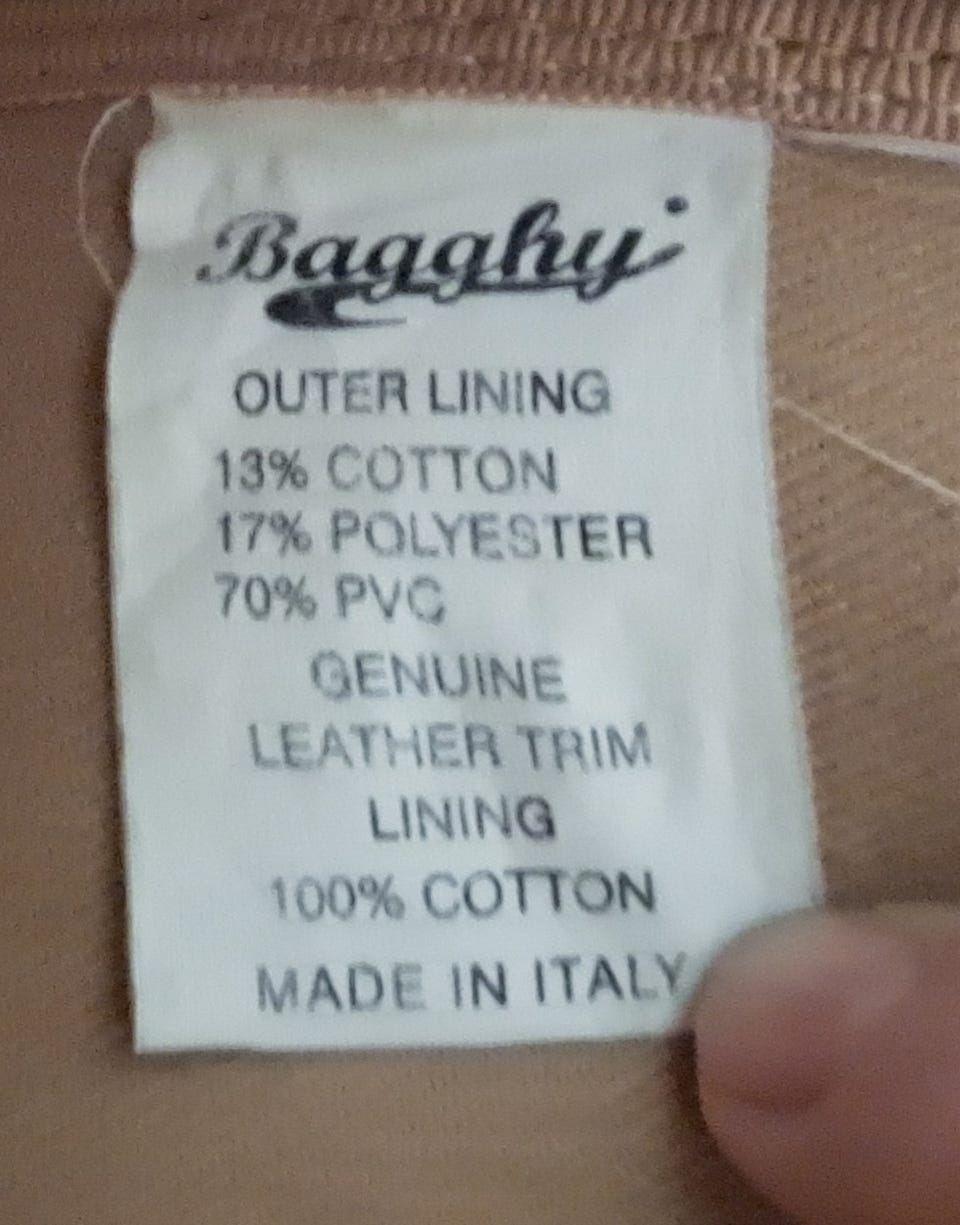 Bagghy
OUTER LINING
13% COTTON
17% POLYESTER
70% PVC
GENUINE
LEATHER TRIM
LINING
100% COTTON
MADE IN ITALY